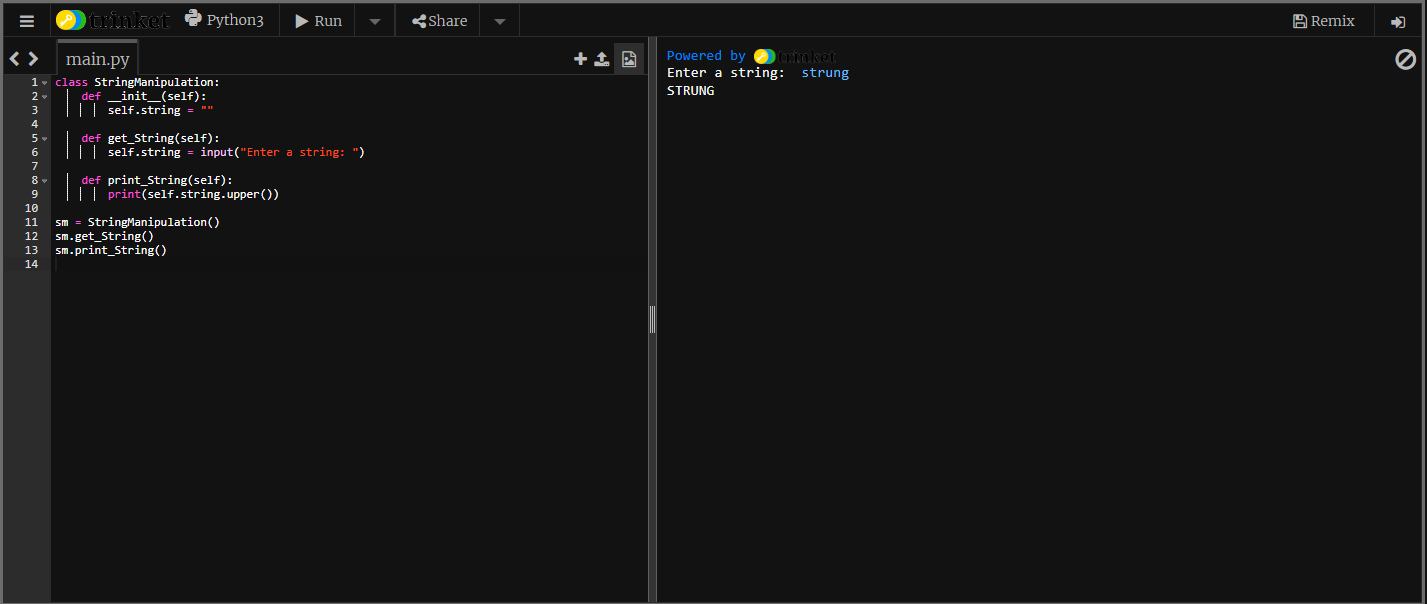 trinket Python3 Run Share Remix
main.py
1 class StringManipulation:
2 def __init__(self):
3 self.string = ""
4
5 def get_String(self):
6 self.string = input("Enter a string: ")
7
8 def print_String(self):
9 print(self.string.upper())
10
11 sm = StringManipulation()
12 sm.get_String()
13 sm.print_String()
14
Powered by trinket
Enter a string: strung
STRUNG